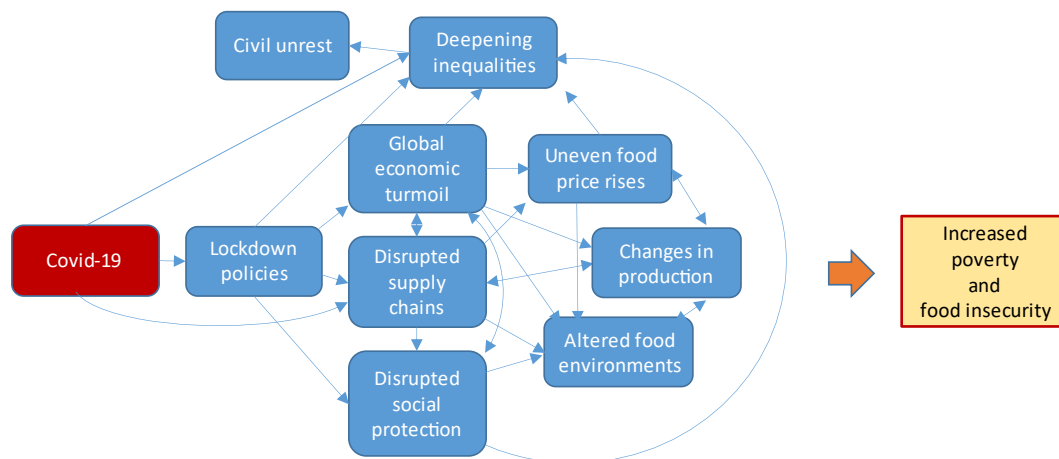 Civil unrest
Deepening
inequalities
Global
economic
turmoil
Uneven food
price rises
Covid-19
Lockdown
policies
Disrupted
supply
chains
Changes in
production
Increased
poverty
and
food insecurity
Altered food
environments
Disrupted
social
protection